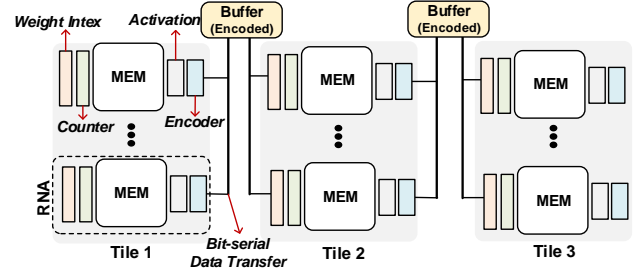 Weight Intex
Activation
Buffer
(Encoded)
Buffer
(Encoded)
MEM
MEM
MEM
Counter
Encoder
RNA
MEM
MEM
MEM
Tile 1
Bit-serial
Data Transfer
Tile 2
Tile 3